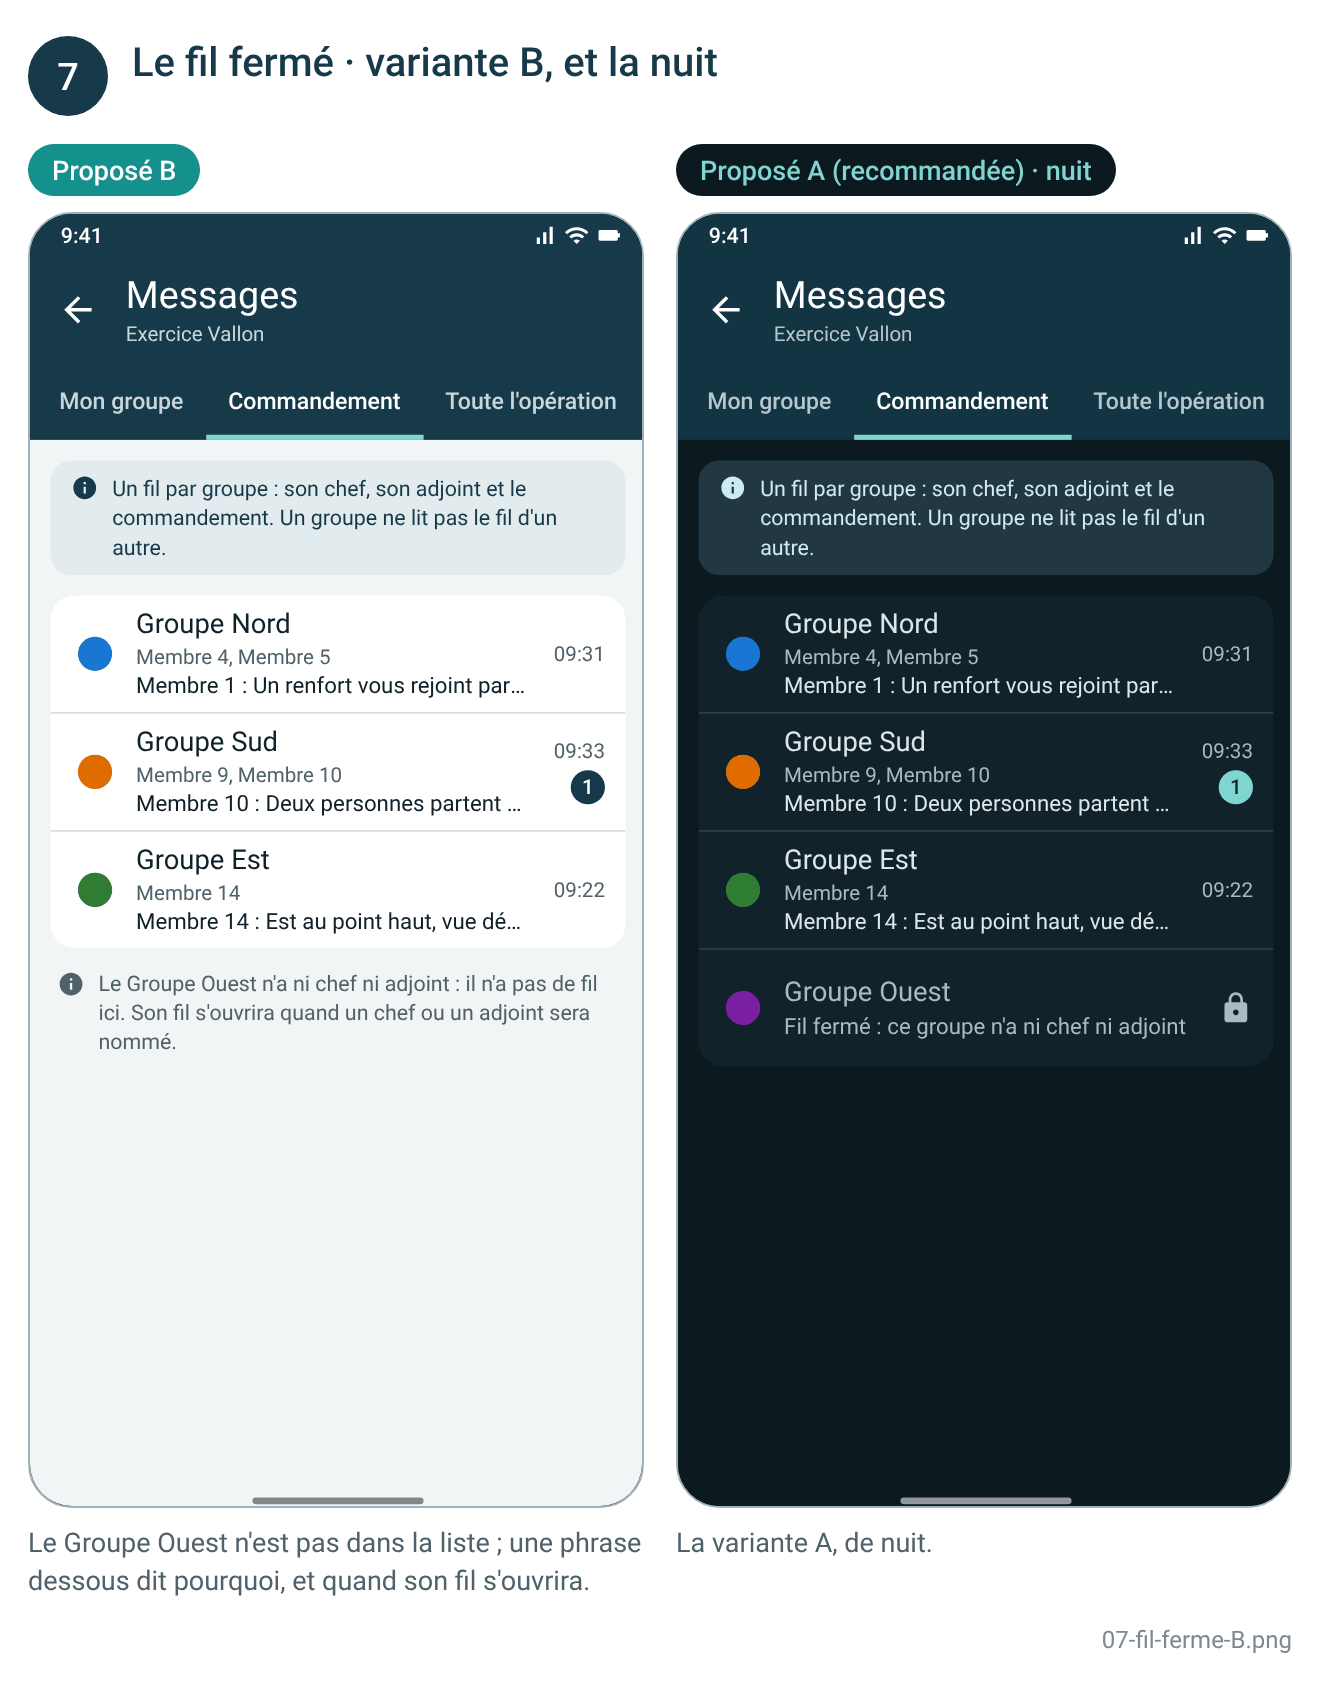 7
Le fil fermé · variante B, et la nuit
Proposé B
9:41
Messages
Exercice Vallon
Mon groupe
Commandement
Toute l'opération
Un fil par groupe : son chef, son adjoint et le
commandement. Un groupe ne lit pas le fil d'un
autre.
Groupe Nord
Membre 4, Membre 5
Membre 1 : Un renfort vous rejoint par…
09:31
Groupe Sud
Membre 9, Membre 10
Membre 10 : Deux personnes partent …
09:33
1
Groupe Est
Membre 14
Membre 14 : Est au point haut, vue dé…
09:22
Le Groupe Ouest n'a ni chef ni adjoint : il n'a pas de fil
ici. Son fil s'ouvrira quand un chef ou un adjoint sera
nommé.
Le Groupe Ouest n'est pas dans la liste ; une phrase
dessous dit pourquoi, et quand son fil s'ouvrira.
Proposé A (recommandée) · nuit
9:41
Messages
Exercice Vallon
Mon groupe
Commandement
Toute l'opération
Un fil par groupe : son chef, son adjoint et le
commandement. Un groupe ne lit pas le fil d'un
autre.
Groupe Nord
Membre 4, Membre 5
Membre 1 : Un renfort vous rejoint par…
09:31
Groupe Sud
Membre 9, Membre 10
Membre 10 : Deux personnes partent …
09:33
1
Groupe Est
Membre 14
Membre 14 : Est au point haut, vue dé…
09:22
Groupe Ouest
Fil fermé : ce groupe n'a ni chef ni adjoint
La variante A, de nuit.
07-fil-ferme-B.png